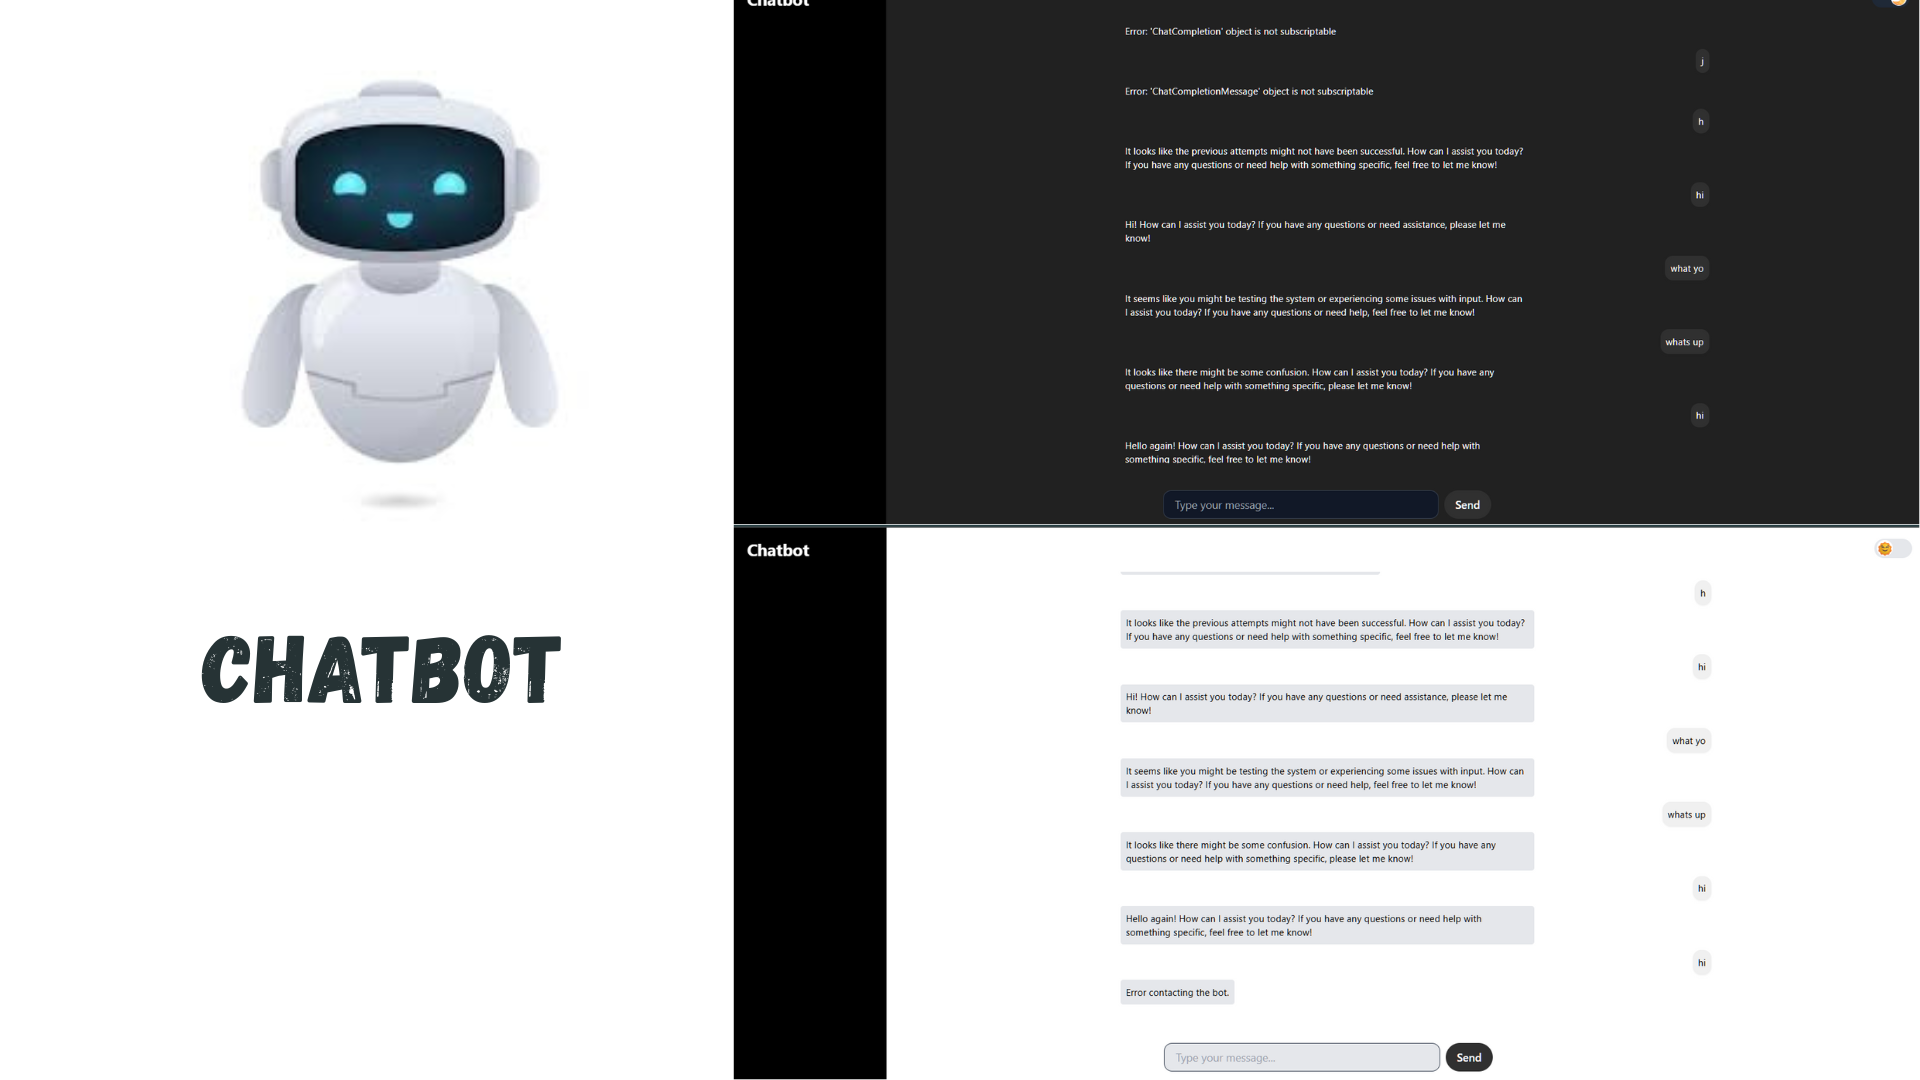 CHATBOT
Chatbot
Error: 'ChatCompletion' object is not subscriptable
j
Error: 'ChatCompletionMessage' object is not subscriptable
h
It looks like the previous attempts might not have been successful. How can I assist you today?
If you have any questions or need help with something specific, feel free to let me know!
hi
Hi! How can I assist you today? If you have any questions or need assistance, please let me
know!
what yo
It seems like you might be testing the system or experiencing some issues with input. How can
I assist you today? If you have any questions or need help, feel free to let me know!
whats up
It looks like there might be some confusion. How can I assist you today? If you have any
questions or need help with something specific, please let me know!
hi
Hello again! How can I assist you today? If you have any questions or need help with
something specific, feel free to let me know!
Type your message...
Send
Chatbot
h
It looks like the previous attempts might not have been successful. How can I assist you today?
If you have any questions or need help with something specific, feel free to let me know!
hi
Hi! How can I assist you today? If you have any questions or need assistance, please let me
know!
what yo
It seems like you might be testing the system or experiencing some issues with input. How can
I assist you today? If you have any questions or need help, feel free to let me know!
whats up
It looks like there might be some confusion. How can I assist you today? If you have any
questions or need help with something specific, please let me know!
hi
Hello again! How can I assist you today? If you have any questions or need help with
something specific, feel free to let me know!
hi
Error contacting the bot.
Type your message...
Send